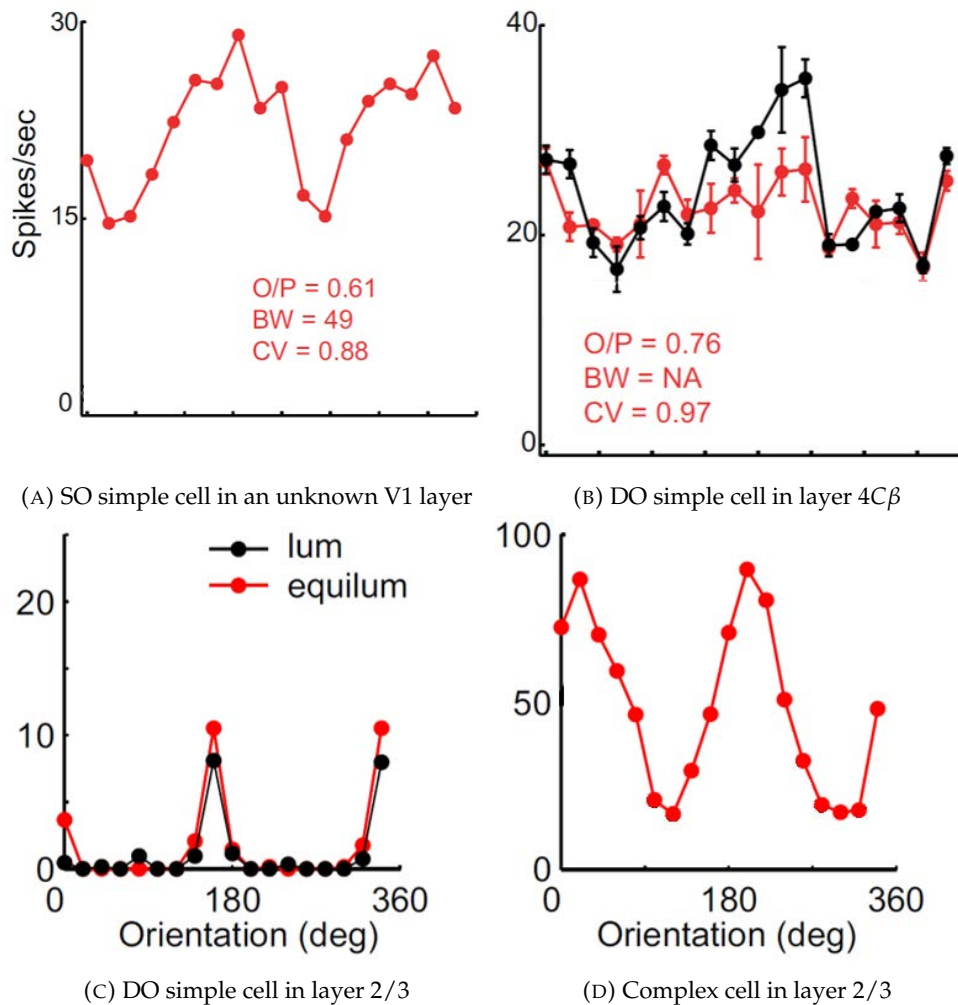 30
15
0
Spikes/sec
O/P = 0.61
BW = 49
CV = 0.88
(A) SO simple cell in an unknown V1 layer
40
20
0
O/P = 0.76
BW = NA
CV = 0.97
(B) DO simple cell in layer 4Cβ
20
10
0
lum
equilum
0 180 360
Orientation (deg)
(C) DO simple cell in layer 2/3
100
50
0
0 180 360
Orientation (deg)
(D) Complex cell in layer 2/3